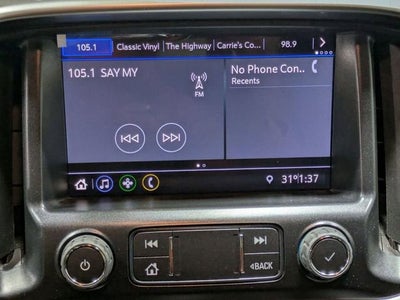 105.1 Classic Vinyl The Highway Carrie's Co... 98.9
105.1 SAY MY
FM
No Phone Con..
Recents
31° 1:37
BACK